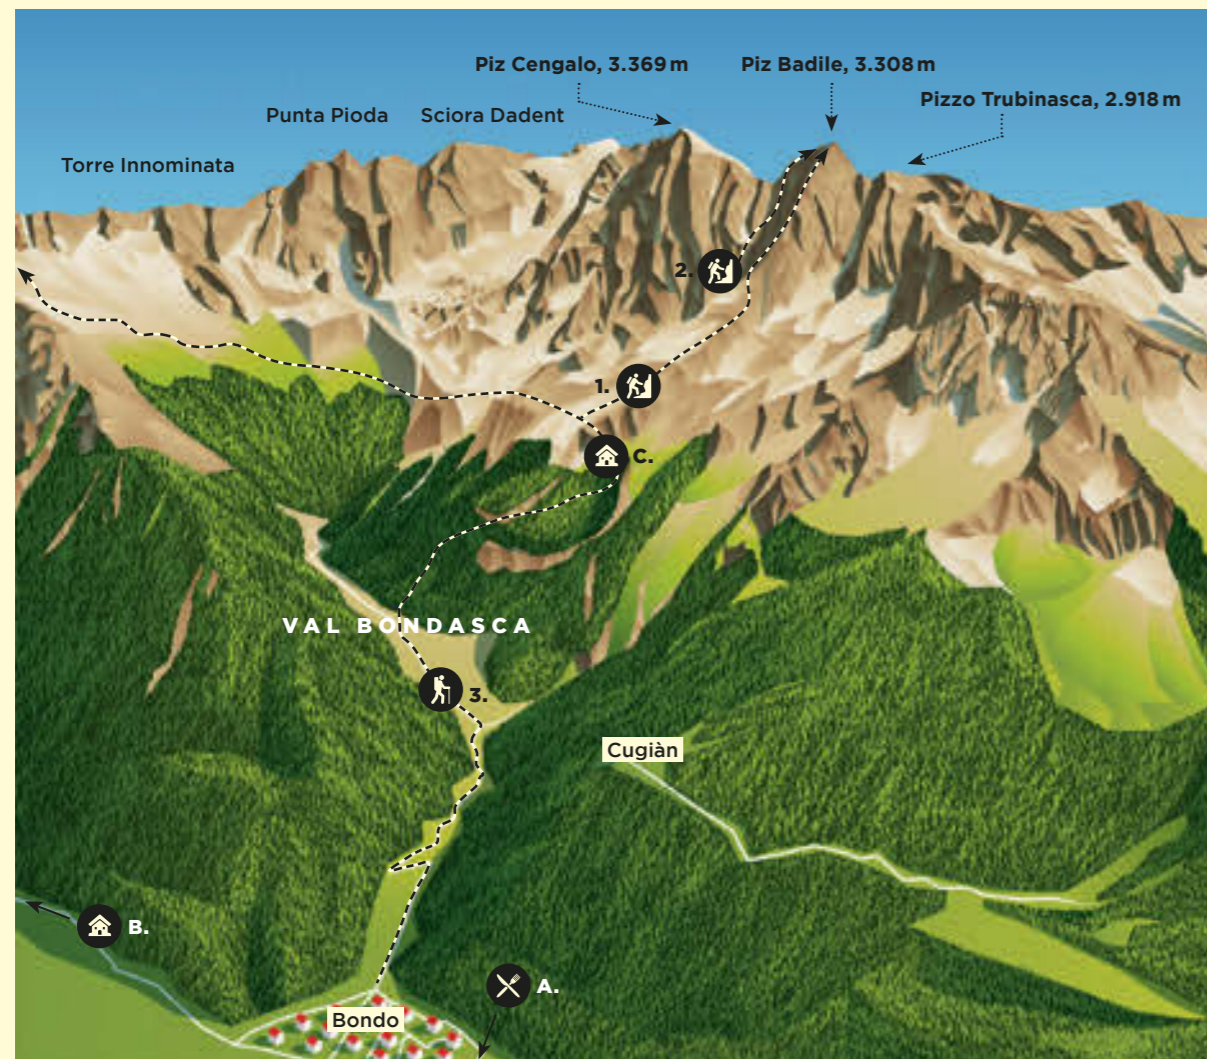 Piz Cengalo, 3.369 m
Piz Badile, 3.308 m
Pizzo Trubinasca, 2.918 m
Punta Pioda
Sciora Dadent
Torre Innominata
2.
1.
C.
VAL BONDASCA
3.
Cugiàn
B.
A.
Bondo